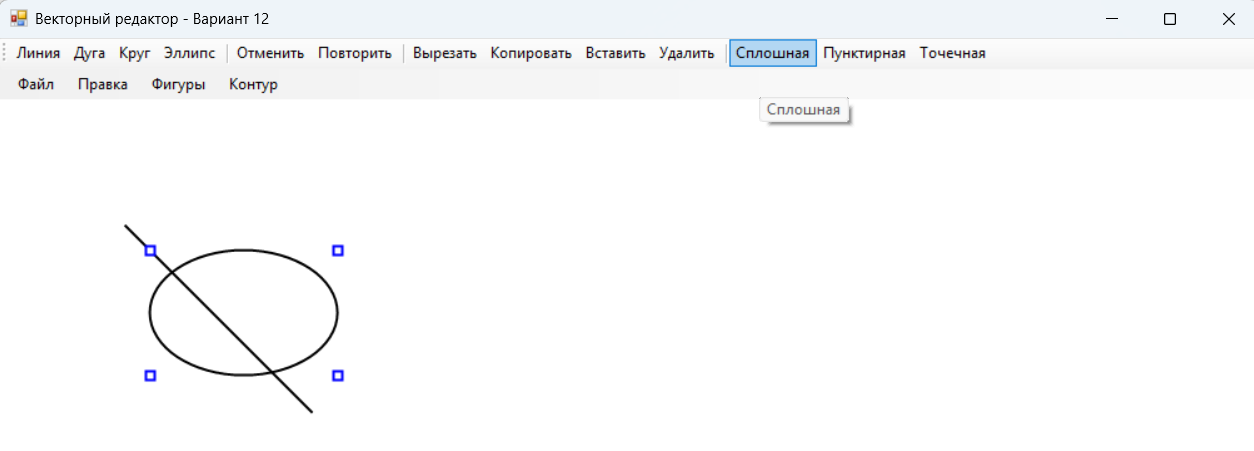 Векторный редактор - Вариант 12
Линия Дуга Круг Эллипс Отменить Повторить Вырезать Копировать Вставить Удалить Сплошная Пунктирная Точечная
Файл Правка Фигуры Контур
Сплошная